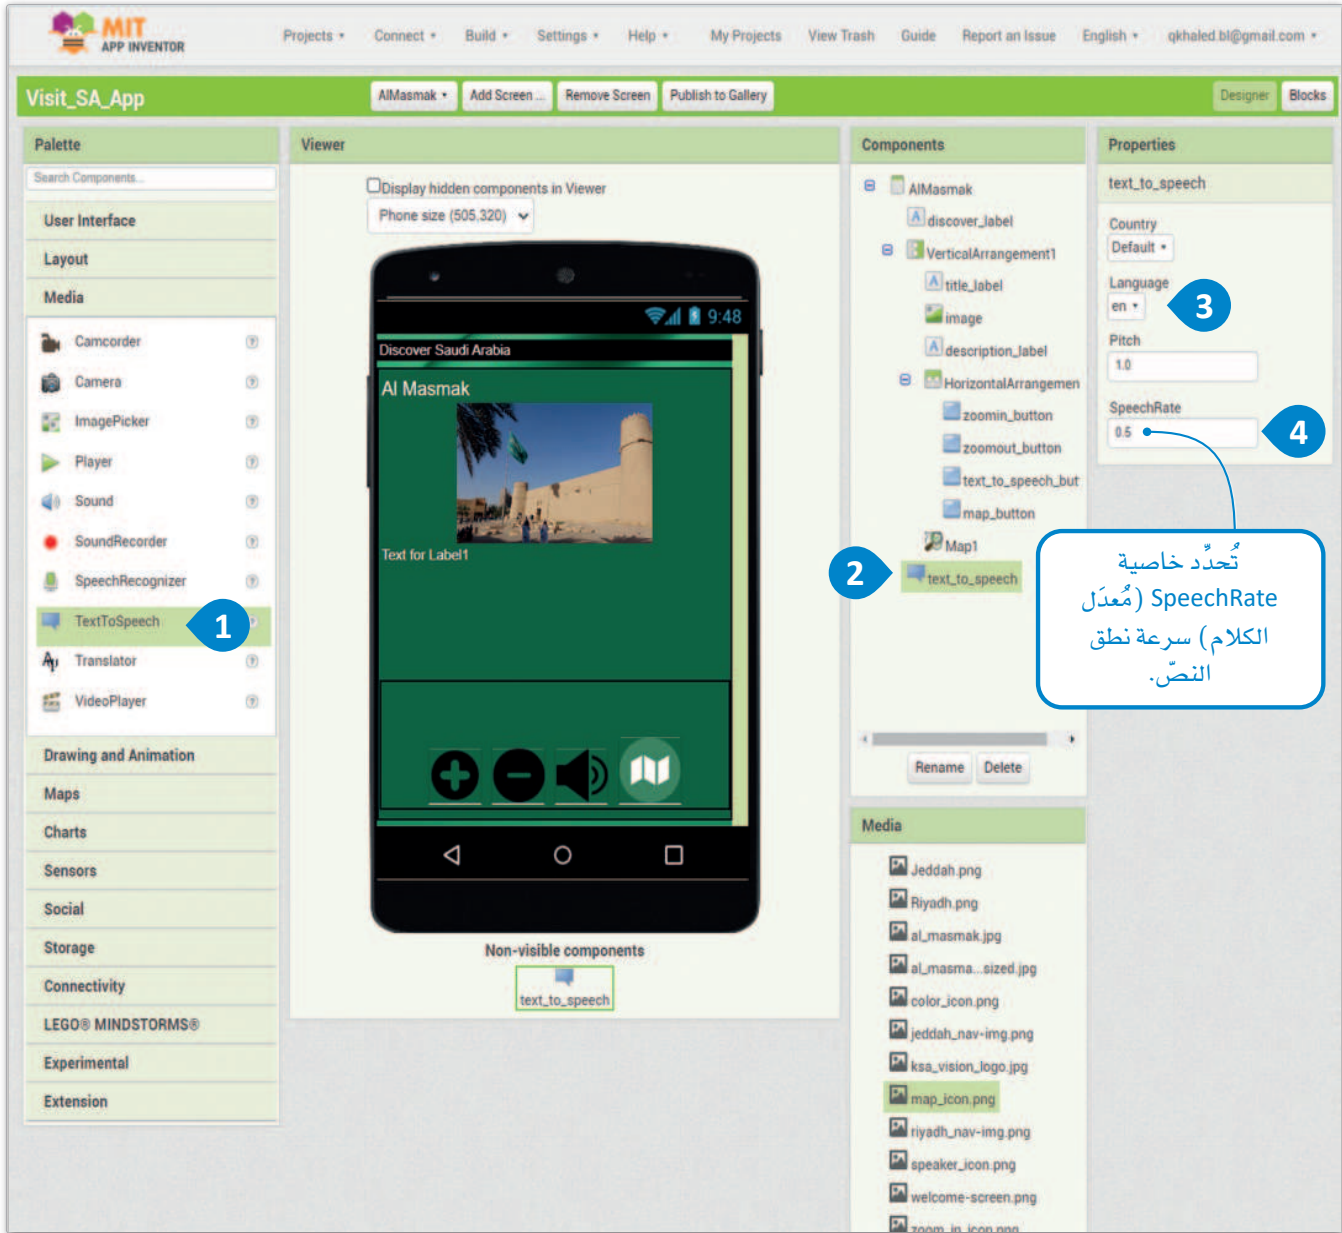 MIT
APP INVENTOR
Projects Connect Build Settings Help My Projects View Trash Guide Report an Issue English qkhaled.bl@gmail.com
Visit_SA_App
AlMasmak Add Screen ... Remove Screen Publish to Gallery
Designer Blocks
Palette
Search Components...
User Interface
Layout
Media
Camcorder
Camera
ImagePicker
Player
Sound
SoundRecorder
SpeechRecognizer
TextToSpeech
1
Translator
VideoPlayer
Drawing and Animation
Maps
Charts
Sensors
Social
Storage
Connectivity
LEGO® MINDSTORMS®
Experimental
Extension
Viewer
Display hidden components in Viewer
Phone size (505,320)
9:48
Discover Saudi Arabia
Al Masmak
Text for Label1
Non-visible components
text_to_speech
Components
AlMasmak
discover_label
VerticalArrangement1
title_label
image
description_label
HorizontalArrangemen
zoomin_button
zoomout_button
text_to_speech_but
map_button
Map1
2
text_to_speech
Rename Delete
Media
Jeddah.png
Riyadh.png
al_masmak.jpg
al_masma...sized.jpg
color_icon.png
jeddah_nav-img.png
ksa_vision_logo.jpg
map_icon.png
riyadh_nav-img.png
speaker_icon.png
welcome-screen.png
zoom_in_icon.png
Properties
text_to_speech
Country
Default
Language
en
3
Pitch
1.0
SpeechRate
0.5
4
تُحدِّد خاصية
SpeechRate (مُعدَل
الكلام) سرعة نطق
النصّ.